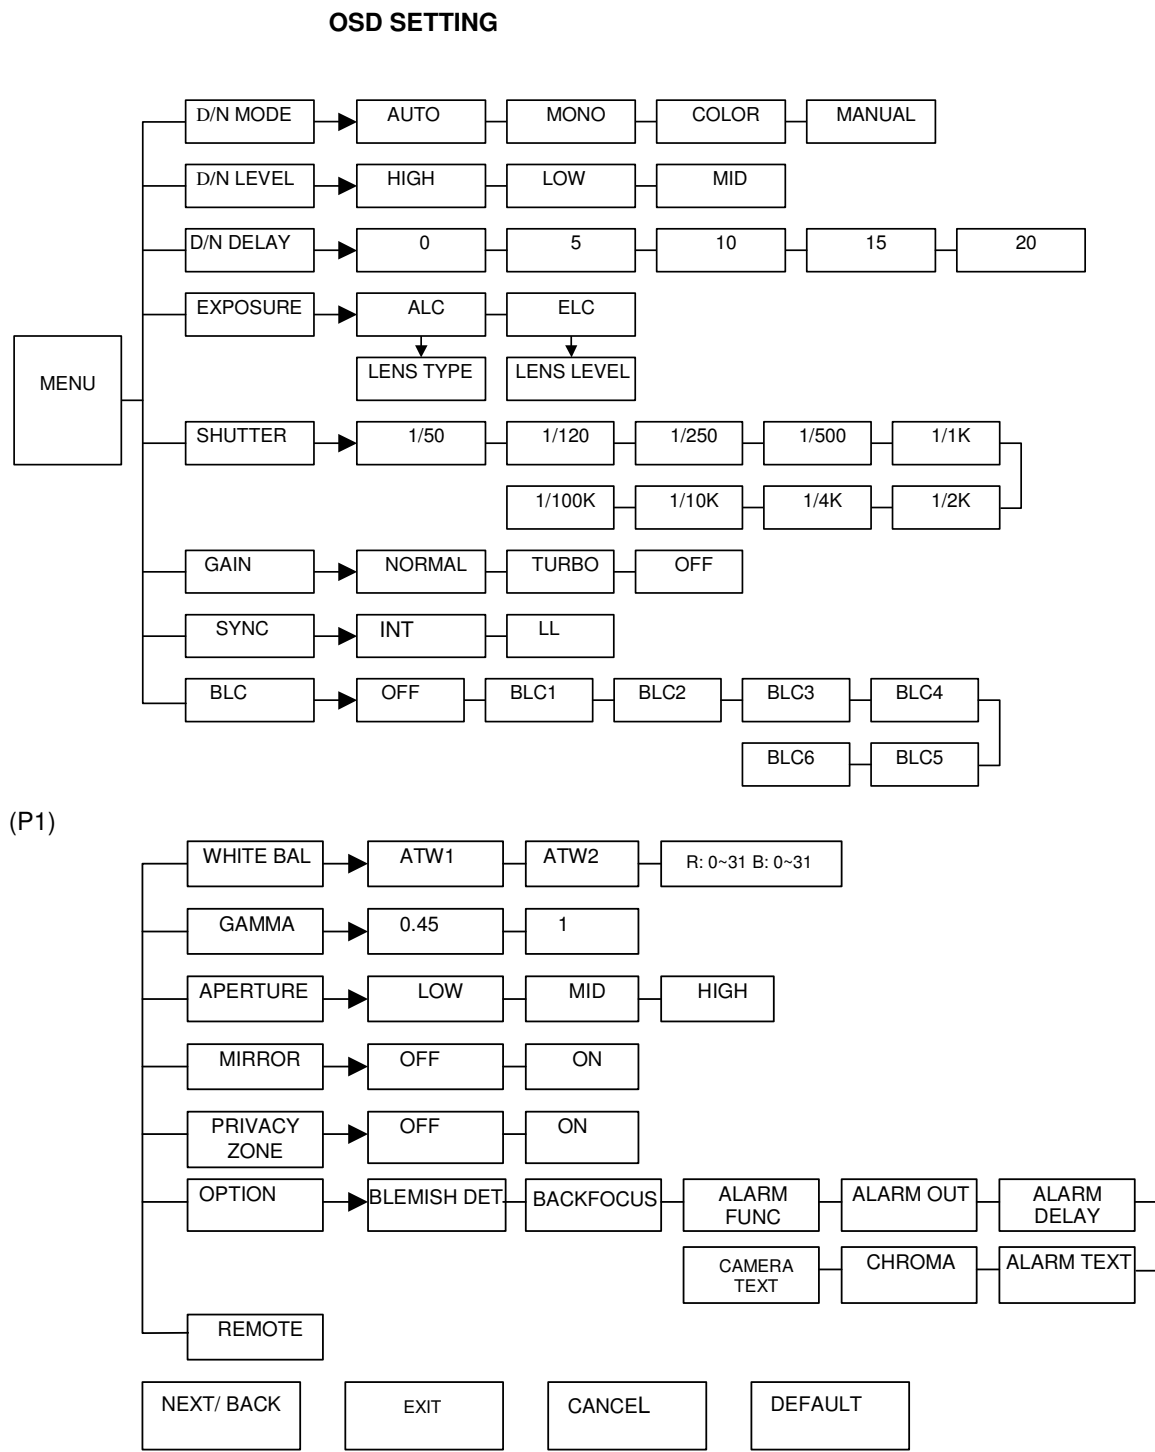 OSD SETTING
D/N MODE AUTO MONO COLOR MANUAL
D/N LEVEL HIGH LOW MID
D/N DELAY 0 5 10 15 20
EXPOSURE ALC ELC
LENS TYPE LENS LEVEL
MENU
SHUTTER 1/50 1/120 1/250 1/500 1/1K
1/100K 1/10K 1/4K 1/2K
GAIN NORMAL TURBO OFF
SYNC INT LL
BLC OFF BLC1 BLC2 BLC3 BLC4
BLC6 BLC5
(P1)
WHITE BAL ATW1 ATW2 R: 0~31 B: 0~31
GAMMA 0.45 1
APERTURE LOW MID HIGH
MIRROR OFF ON
PRIVACY
ZONE
OFF ON
OPTION BLEMISH DET. BACKFOCUS
ALARM
FUNC
ALARM OUT
ALARM
DELAY
CAMERA
TEXT
CHROMA ALARM TEXT
REMOTE
NEXT/ BACK EXIT CANCEL DEFAULT